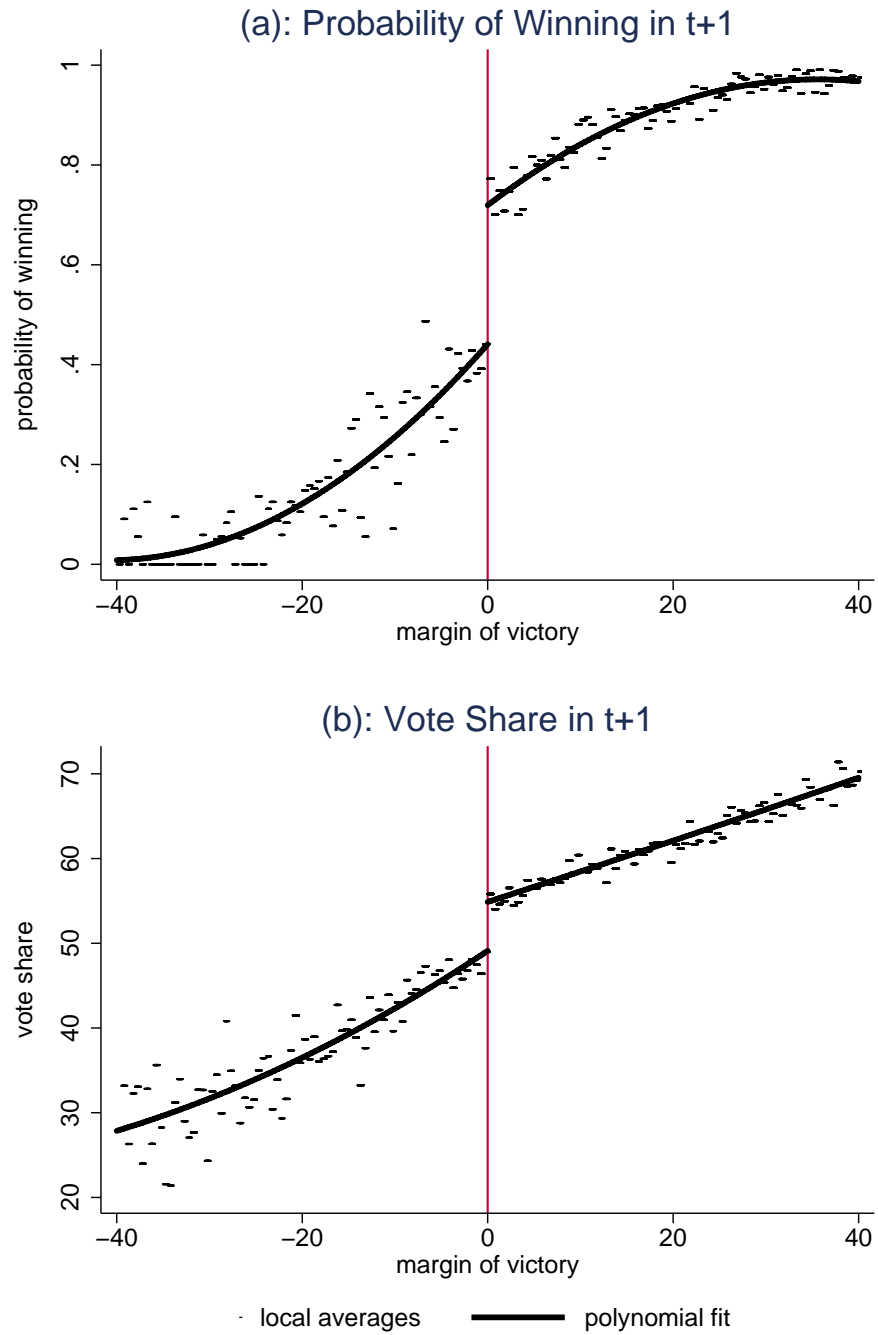 (a): Probability of Winning in t+1
probability of winning
1
.8
.6
.4
.2
0
−40 −20 0 20 40
margin of victory
(b): Vote Share in t+1
vote share
70
60
50
40
30
20
−40 −20 0 20 40
margin of victory
local averages polynomial fit